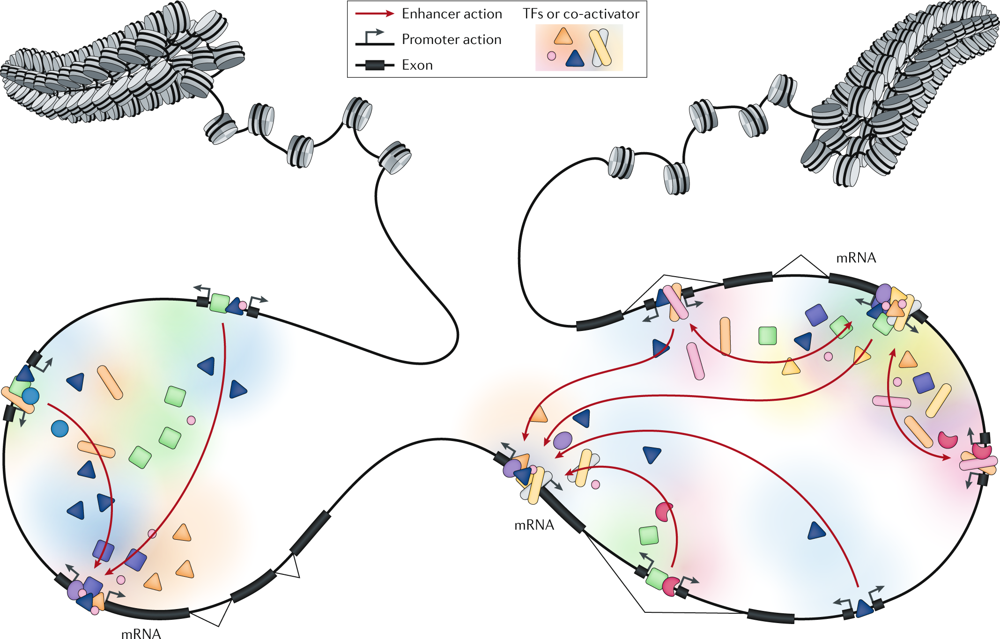 Enhancer action
Promoter action
Exon
TFs or co-activator
mRNA
mRNA
mRNA